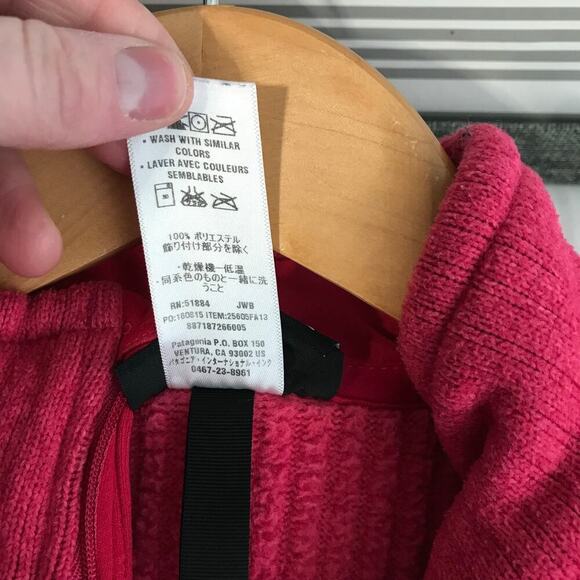 • WASH WITH SIMILAR
COLORS
• LAVER AVEC COULEURS
SEMBLABLES
100% ポリエステル
飾り付け部分を除く
・乾燥機ー低温
・同系色のものと一緒に洗
うこと
RN:51884 JWB
PO:160815 ITEM:25605FA13
887187266005
Patagonia P.O. BOX 150
VENTURA, CA 93002 US
パタゴニア・インターナショナル・インク
0467-23-8961